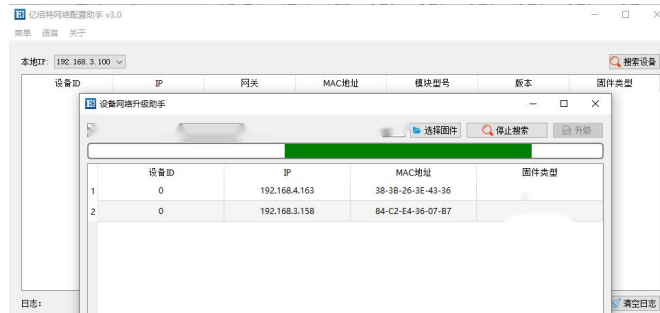 亿佰特网络配置助手 v3.0
菜单 语言 关于
本地IP: 192.168.3.100 搜索设备
设备ID IP 网关 MAC地址 模块型号 版本 固件类型
设备网络升级助手
选择固件 停止搜索 升级
设备ID IP MAC地址 固件类型
1 0 192.168.4.163 38-3B-26-3E-43-36
2 0 192.168.3.158 84-C2-E4-36-07-B7
日志: 清空日志